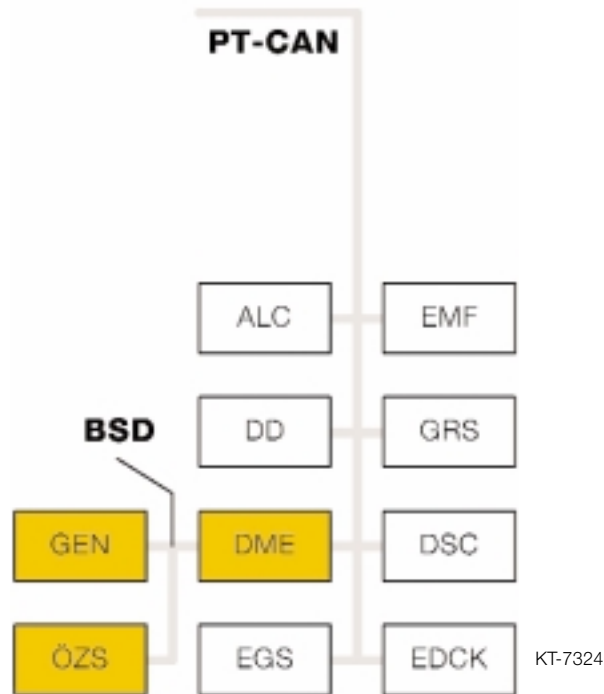 PT-CAN
ALC EMF
BSD DD GRS
GEN DME DSC
ÖZS EGS EDCK KT-7324